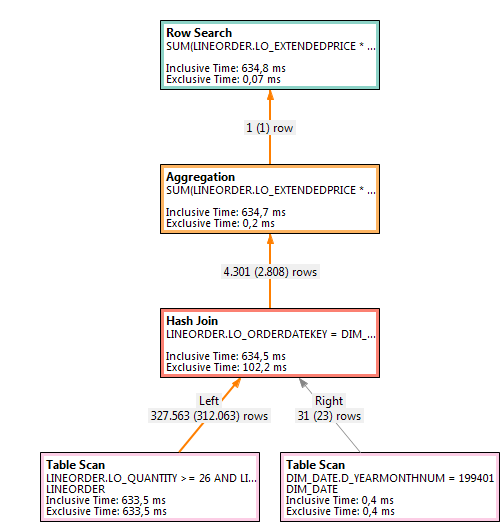 Row Search
SUM(LINEORDER.LO_EXTENDEDPRICE * ...
Inclusive Time: 634,8 ms
Exclusive Time: 0,07 ms
1 (1) row
Aggregation
SUM(LINEORDER.LO_EXTENDEDPRICE * ...
Inclusive Time: 634,7 ms
Exclusive Time: 0,2 ms
4.301 (2.808) rows
Hash Join
LINEORDER.LO_ORDERDATEKEY = DIM_...
Inclusive Time: 634,5 ms
Exclusive Time: 102,2 ms
Left
327.563 (312.063) rows
Right
31 (23) rows
Table Scan
LINEORDER.LO_QUANTITY >= 26 AND LI...
LINEORDER
Inclusive Time: 633,5 ms
Exclusive Time: 633,5 ms
Table Scan
DIM_DATE.D_YEARMONTHNUM = 199401
DIM_DATE
Inclusive Time: 0,4 ms
Exclusive Time: 0,4 ms